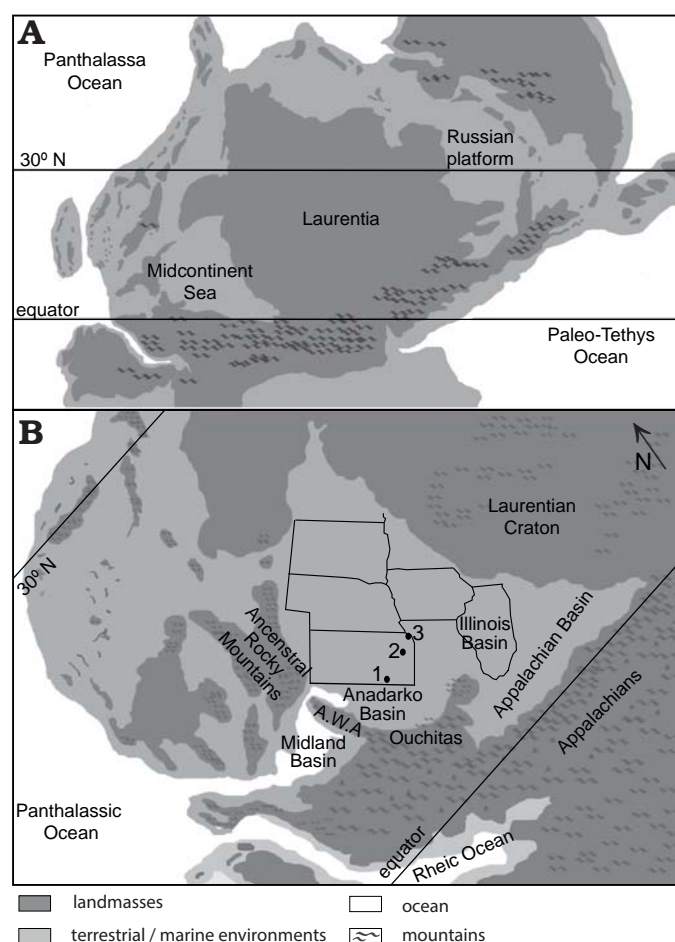 A
Panthalassa
Ocean
Russian
platform
30º N
Laurentia
Midcontinent
Sea
equator
Paleo-Tethys
Ocean
B
N
Laurentian
Craton
30º N
Ancenstral
Rocky
Mountains
Illinois
Basin
Appalachian Basin
3
2
1
Anadarko
Basin
A.W.A
Appalachians
Midland
Basin
Ouchitas
Panthalassic
Ocean
equator
Rheic Ocean
landmasses
ocean
terrestrial / marine environments
mountains